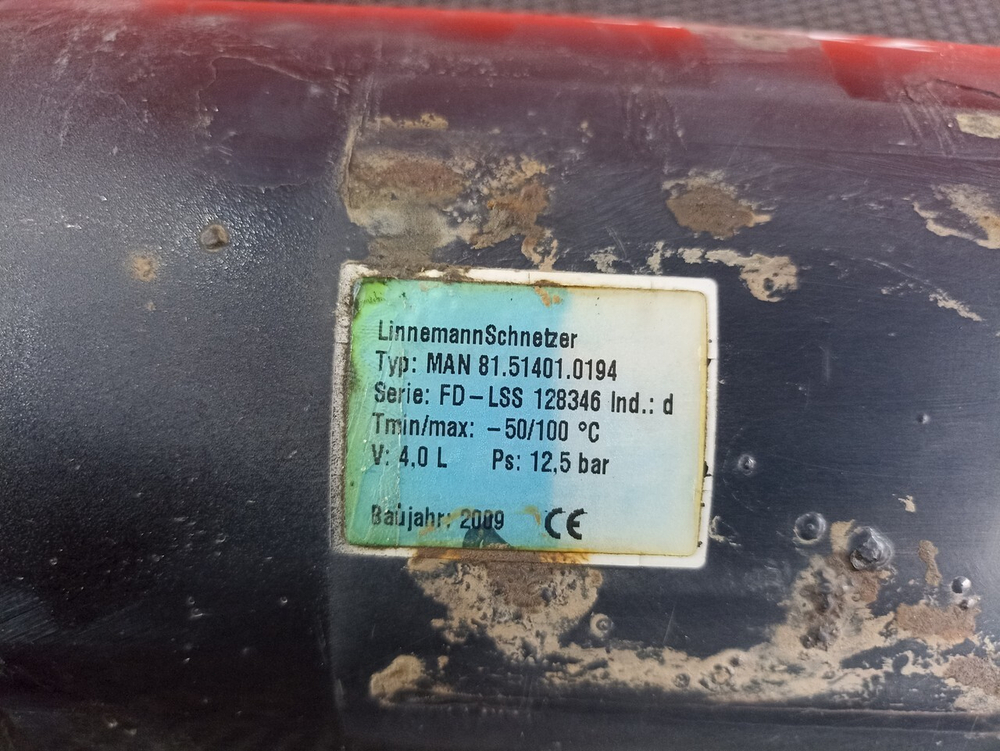 LinnemannSchnetzer
Typ: MAN 81.51401.0194
Serie: FD-LSS 128346 Ind.: d
Tmin/max: -50/100 °C
V: 4,0 L Ps: 12,5 bar
Baujahr: 2009 CE